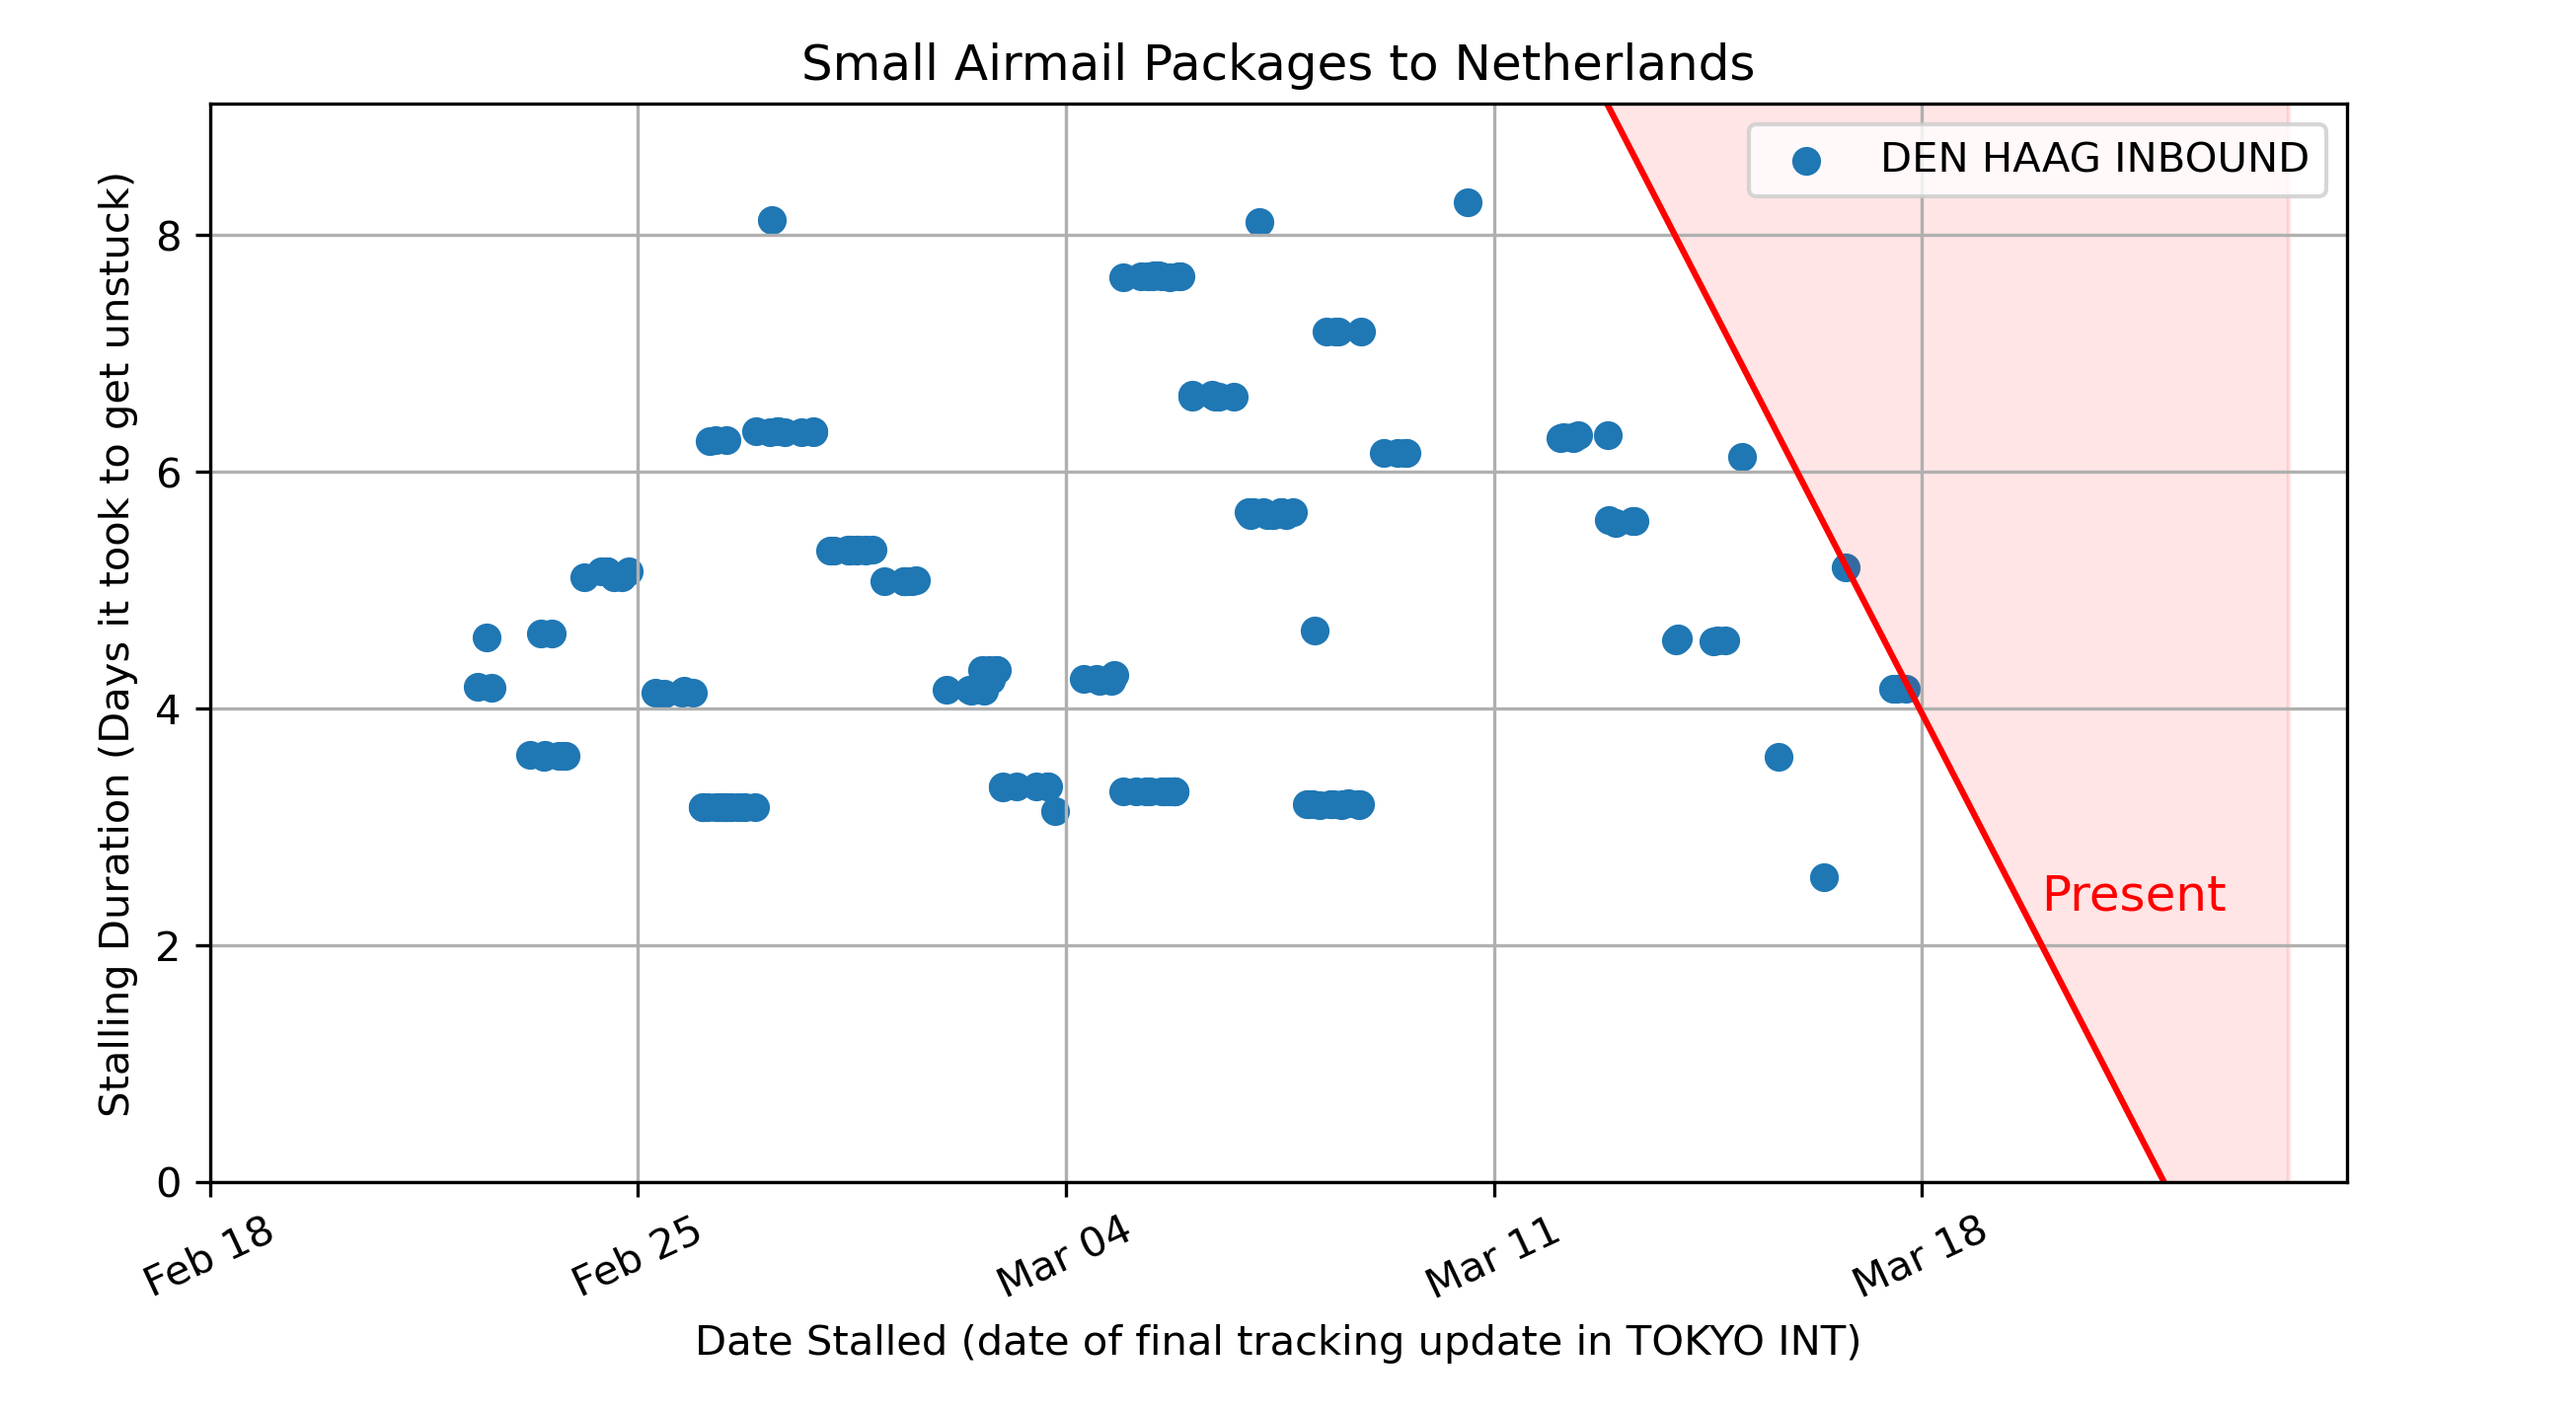 Small Airmail Packages to Netherlands
DEN HAAG INBOUND
Stalling Duration (Days it took to get unstuck)
8
6
4
2
0
Present
Feb 18
Feb 25
Mar 04
Mar 11
Mar 18
Date Stalled (date of final tracking update in TOKYO INT)